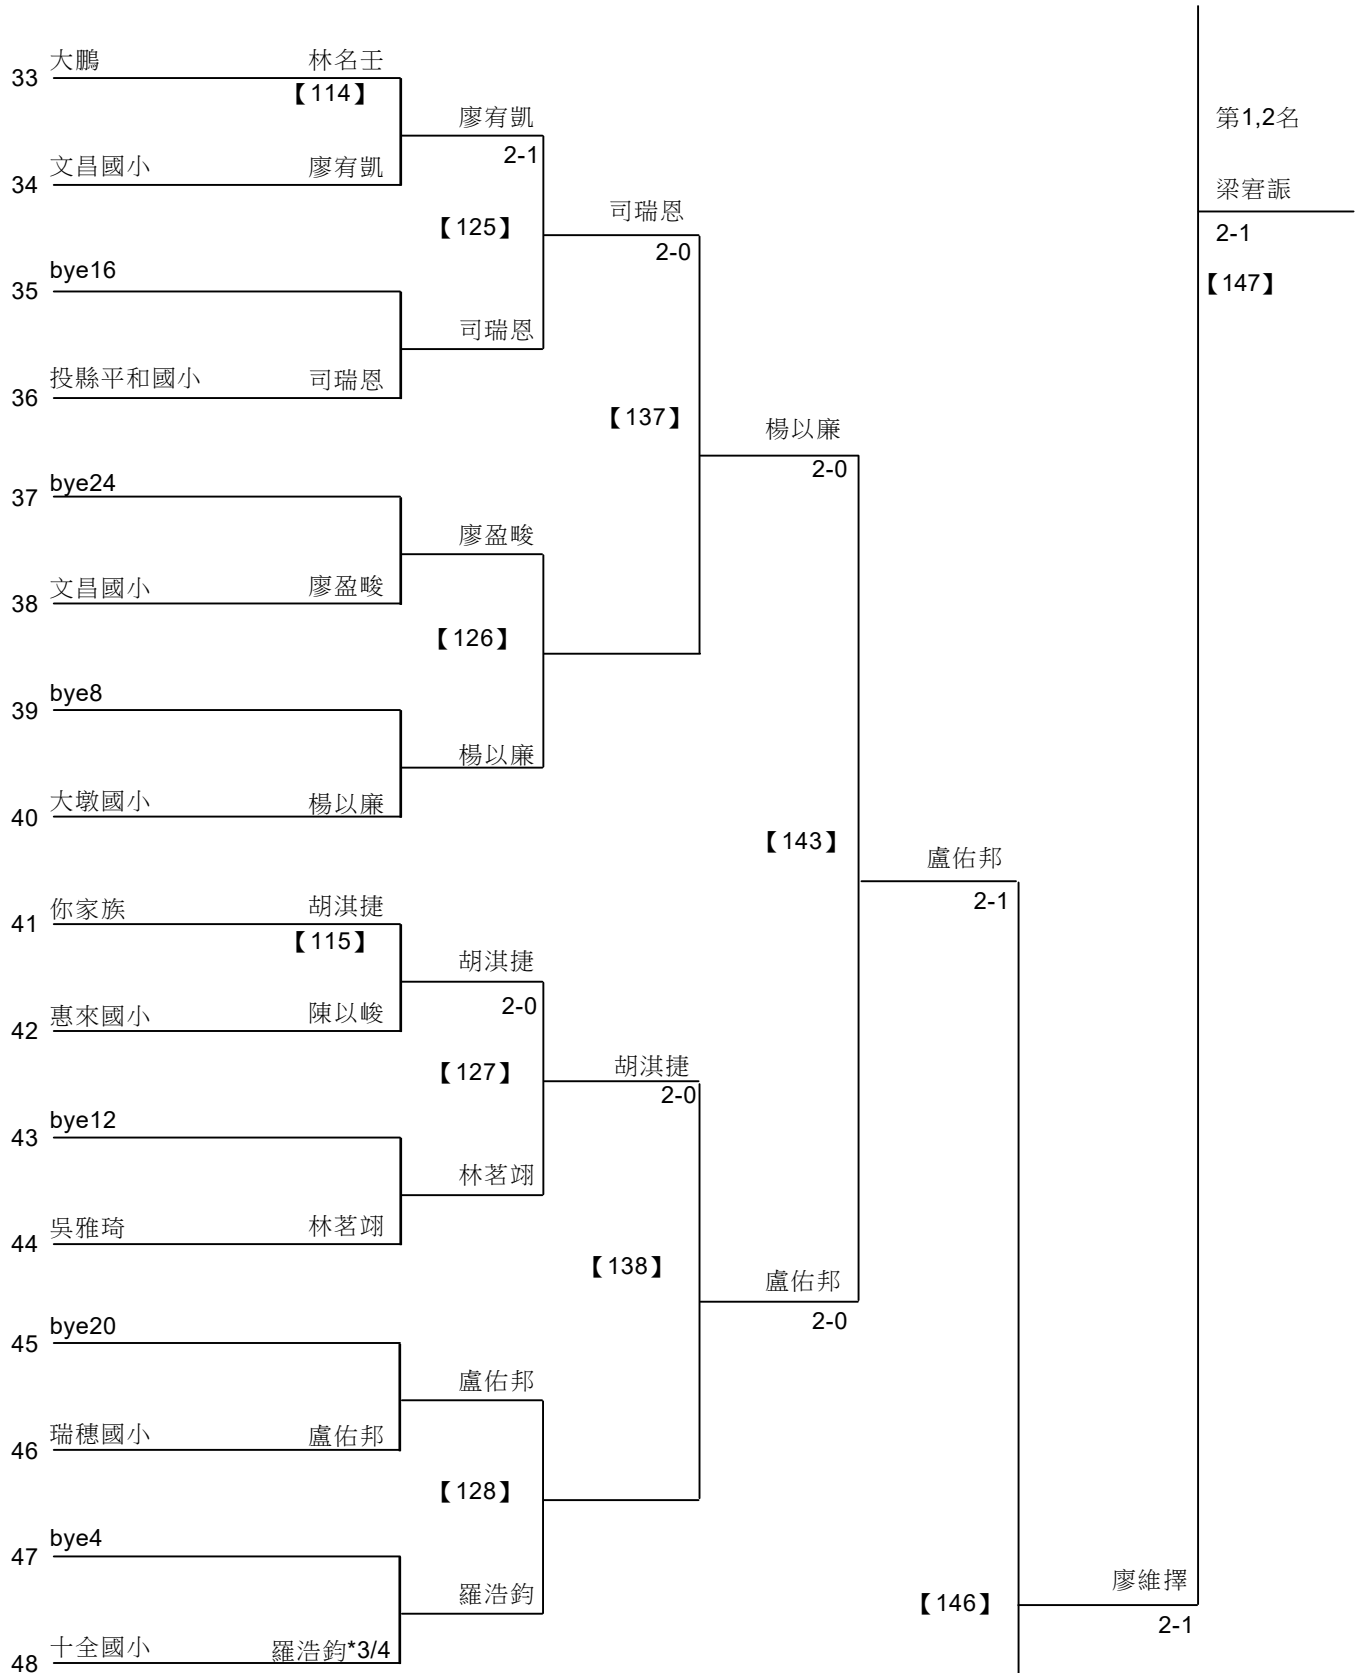 33 大鵬 林名壬
【114】
廖宥凱
2-1
34 文昌國小 廖宥凱
【125】
司瑞恩
2-0
35 bye16
司瑞恩
36 投縣平和國小 司瑞恩
【137】
楊以廉
2-0
37 bye24
廖盈畯
38 文昌國小 廖盈畯
【126】
39 bye8
楊以廉
40 大墩國小 楊以廉
【143】
盧佑邦
2-1
41 你家族 胡淇捷
【115】
胡淇捷
2-0
42 惠來國小 陳以峻
【127】
胡淇捷
2-0
43 bye12
林茗翊
44 吳雅琦 林茗翊
【138】
盧佑邦
2-0
45 bye20
盧佑邦
46 瑞穗國小 盧佑邦
【128】
47 bye4
羅浩鈞
48 十全國小 羅浩鈞*3/4
【146】
廖維擇
2-1
第1,2名
梁宭誫
2-1
【147】